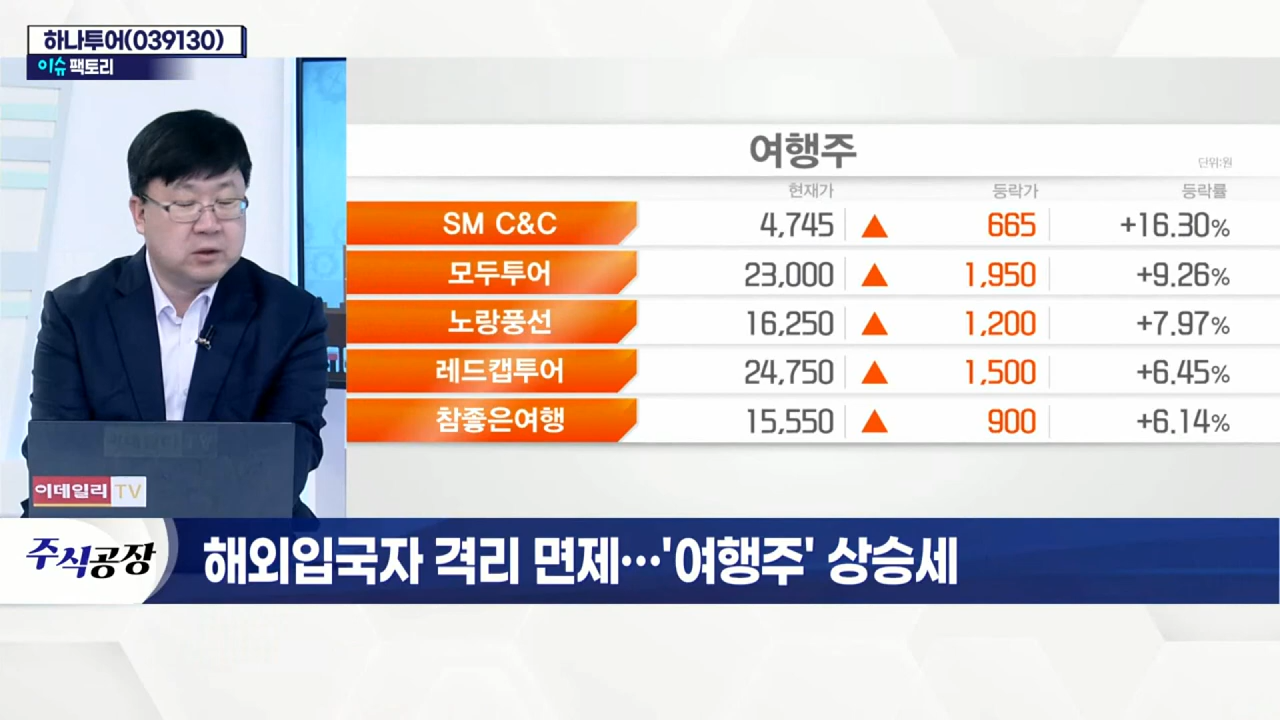 하나투어(039130)
이슈 팩토리
여행주
단위:원
현재가 등락가 등락률
SM C&C 4,745 ▲ 665 +16.30%
모두투어 23,000 ▲ 1,950 +9.26%
노랑풍선 16,250 ▲ 1,200 +7.97%
레드캡투어 24,750 ▲ 1,500 +6.45%
참좋은여행 15,550 ▲ 900 +6.14%
이데일리 TV
주식공장
해외입국자 격리 면제…'여행주' 상승세